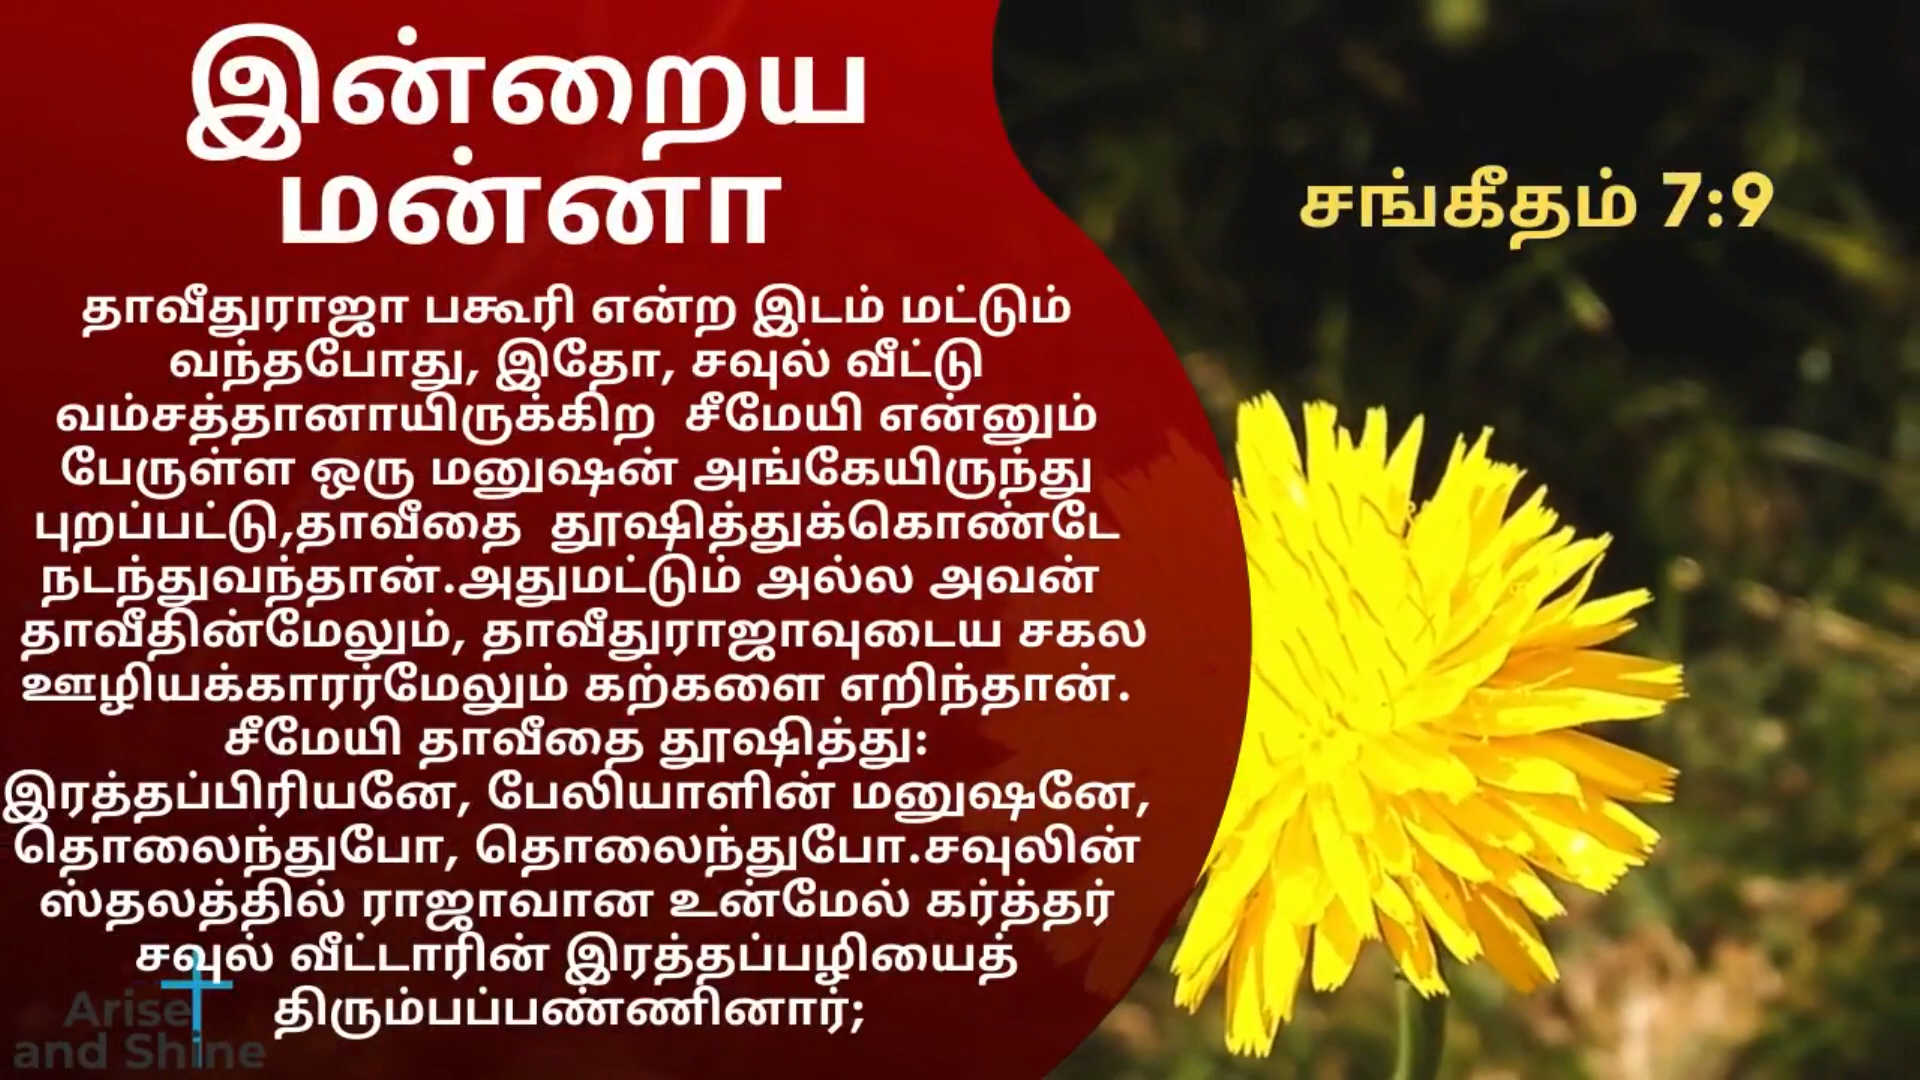 இன்றைய
மன்னா
சங்கீதம் 7:9
தாவீதுராஜா பகூரி என்ற இடம் மட்டும்
வந்தபோது, இதோ, சவுல் வீட்டு
வம்சத்தானாயிருக்கிற சீமேயி என்னும்
பேருள்ள ஒரு மனுஷன் அங்கேயிருந்து
புறப்பட்டு,தாவீதை தூஷித்துக்கொண்டே
நடந்துவந்தான்.அதுமட்டும் அல்ல அவன்
தாவீதின்மேலும், தாவீதுராஜாவுடைய சகல
ஊழியக்காரர்மேலும் கற்களை எறிந்தான்.
சீமேயி தாவீதை தூஷித்து:
இரத்தப்பிரியனே, பேலியாளின் மனுஷனே,
தொலைந்துபோ, தொலைந்துபோ.சவுலின்
ஸ்தலத்தில் ராஜாவான உன்மேல் கர்த்தர்
சவுல் வீட்டாரின் இரத்தப்பழியைத்
திரும்பப்பண்ணினார்;
Arise
and Shine